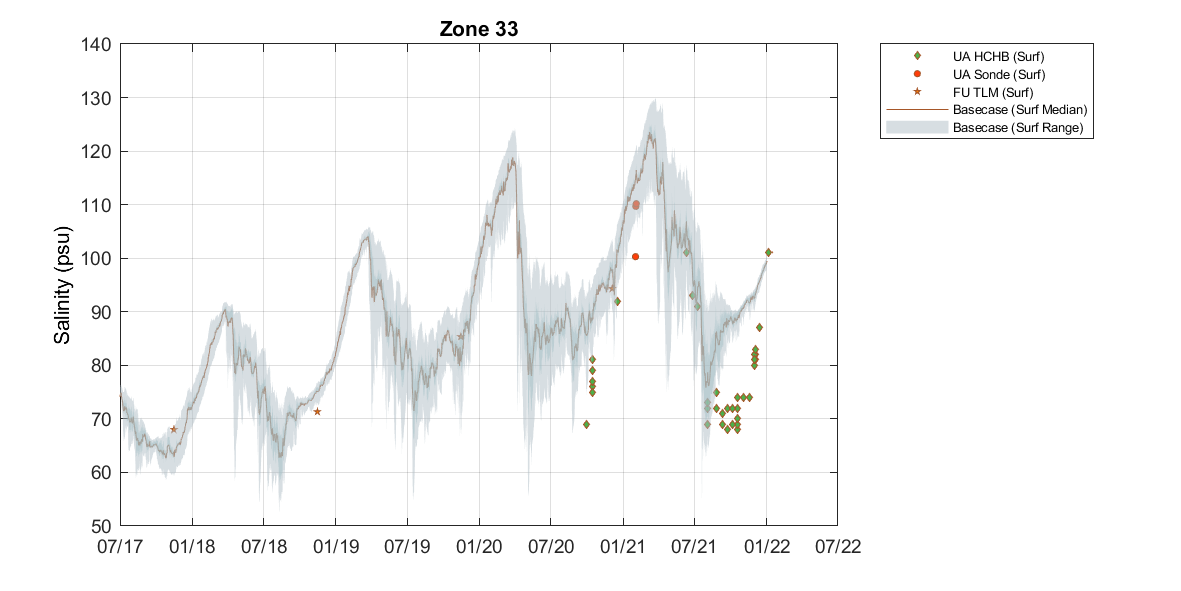 Zone 33
140
130
120
110
100
90
80
70
60
50
Salinity (psu)
07/17 01/18 07/18 01/19 07/19 01/20 07/20 01/21 07/21 01/22 07/22
UA HCHB (Surf)
UA Sonde (Surf)
FU TLM (Surf)
Basecase (Surf Median)
Basecase (Surf Range)